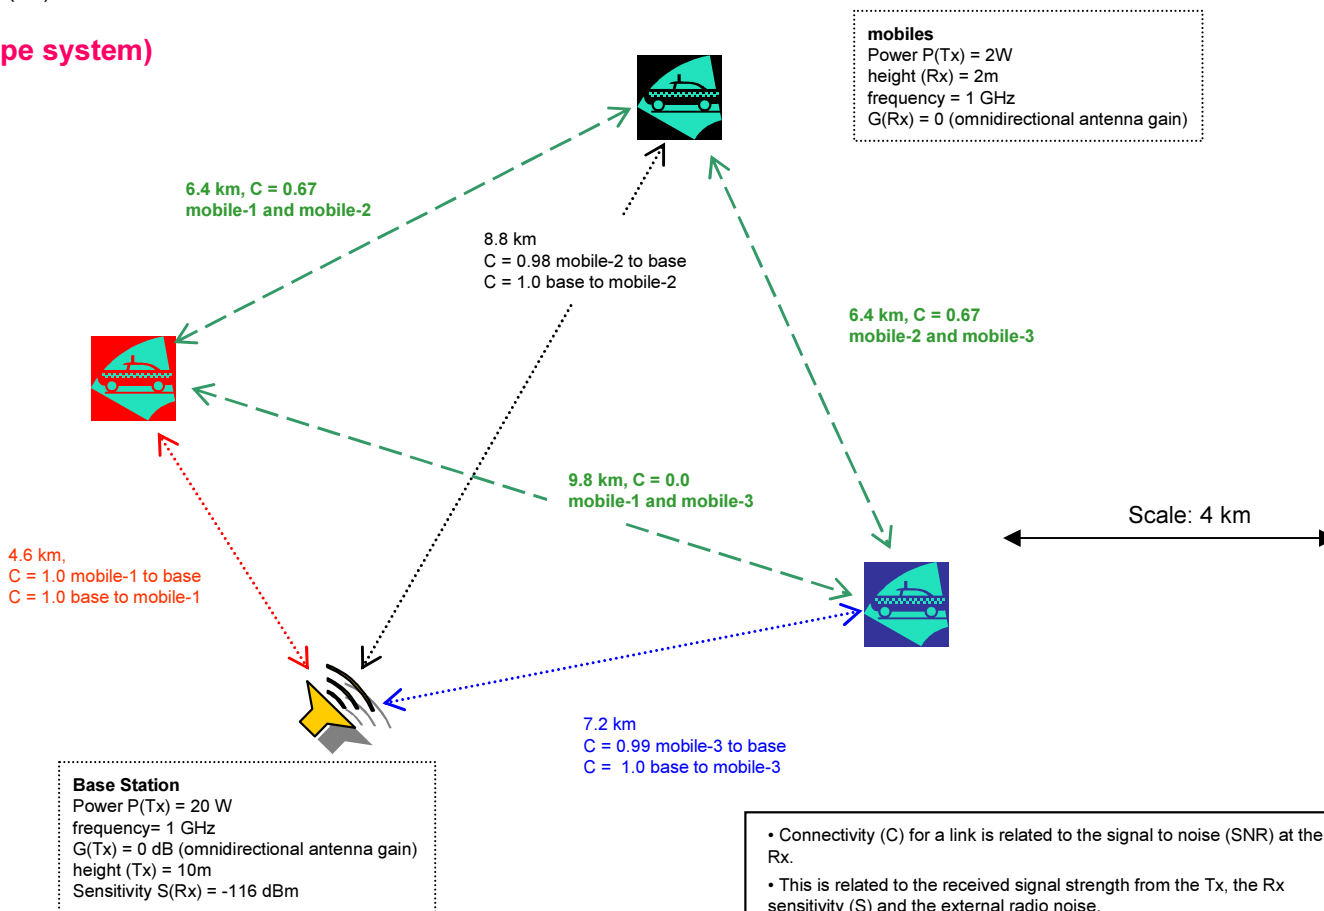 pe system)
mobiles
Power P(Tx) = 2W
height (Rx) = 2m
frequency = 1 GHz
G(Rx) = 0 (omnidirectional antenna gain)
6.4 km, C = 0.67
mobile-1 and mobile-2
8.8 km
C = 0.98 mobile-2 to base
C = 1.0 base to mobile-2
6.4 km, C = 0.67
mobile-2 and mobile-3
9.8 km, C = 0.0
mobile-1 and mobile-3
Scale: 4 km
4.6 km,
C = 1.0 mobile-1 to base
C = 1.0 base to mobile-1
7.2 km
C = 0.99 mobile-3 to base
C =  1.0 base to mobile-3
Base Station
Power P(Tx) = 20 W
frequency= 1 GHz
G(Tx) = 0 dB (omnidirectional antenna gain)
height (Tx) = 10m
Sensitivity S(Rx) = -116 dBm
• Connectivity (C) for a link is related to the signal to noise (SNR) at the
Rx.
• This is related to the received signal strength from the Tx, the Rx
sensitivity (S) and the external radio noise.